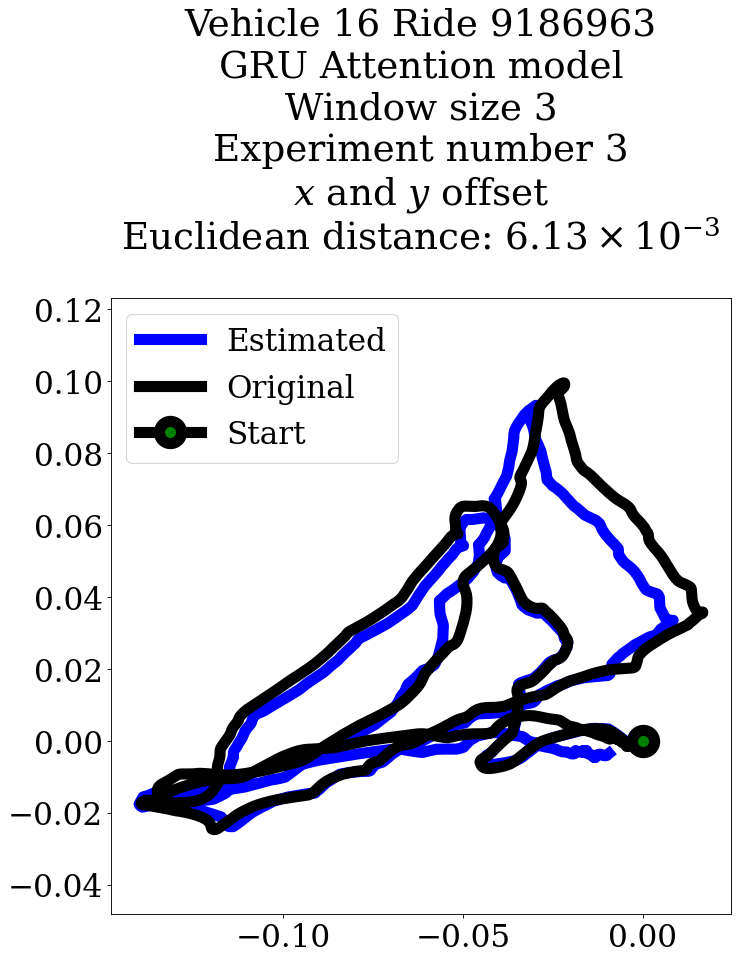 Vehicle 16 Ride 9186963
GRU Attention model
Window size 3
Experiment number 3
x and y offset
Euclidean distance: 6.13 × 10⁻³
Estimated
Original
Start
0.12
0.10
0.08
0.06
0.04
0.02
0.00
−0.02
−0.04
−0.10
−0.05
0.00